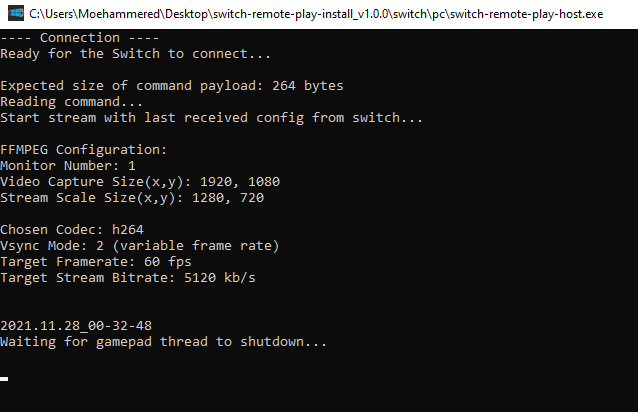 C:\Users\Moehammered\Desktop\switch-remote-play-install_v1.0.0\switch\pc\switch-remote-play-host.exe
---- Connection ----
Ready for the Switch to connect...
Expected size of command payload: 264 bytes
Reading command...
Start stream with last received config from switch...
FFMPEG Configuration:
Monitor Number: 1
Video Capture Size(x,y): 1920, 1080
Stream Scale Size(x,y): 1280, 720
Chosen Codec: h264
Vsync Mode: 2 (variable frame rate)
Target Framerate: 60 fps
Target Stream Bitrate: 5120 kb/s
2021.11.28_00-32-48
Waiting for gamepad thread to shutdown...